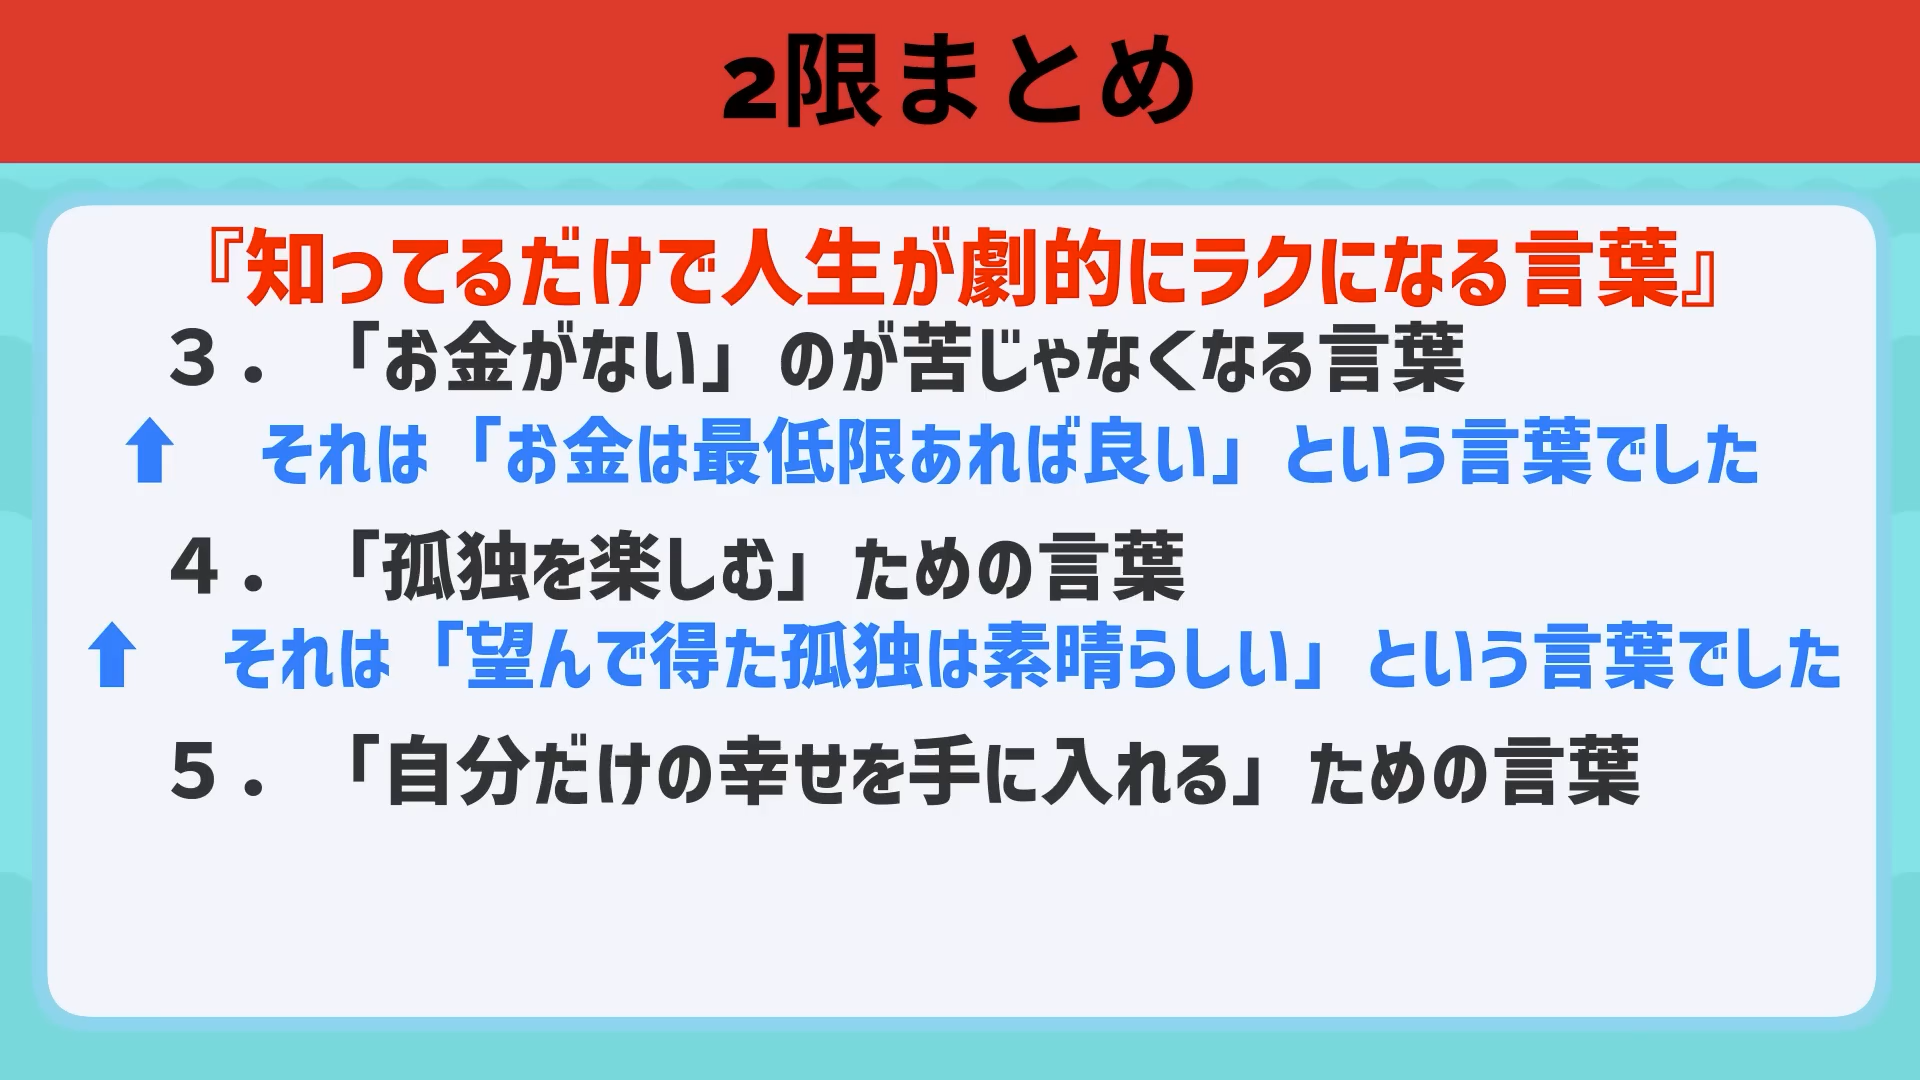 2限まとめ
『知ってるだけで人生が劇的にラクになる言葉』
３．「お金がない」のが苦じゃなくなる言葉
⬆ それは「お金は最低限あれば良い」という言葉でした
４．「孤独を楽しむ」ための言葉
⬆ それは「望んで得た孤独は素晴らしい」という言葉でした
５．「自分だけの幸せを手に入れる」ための言葉